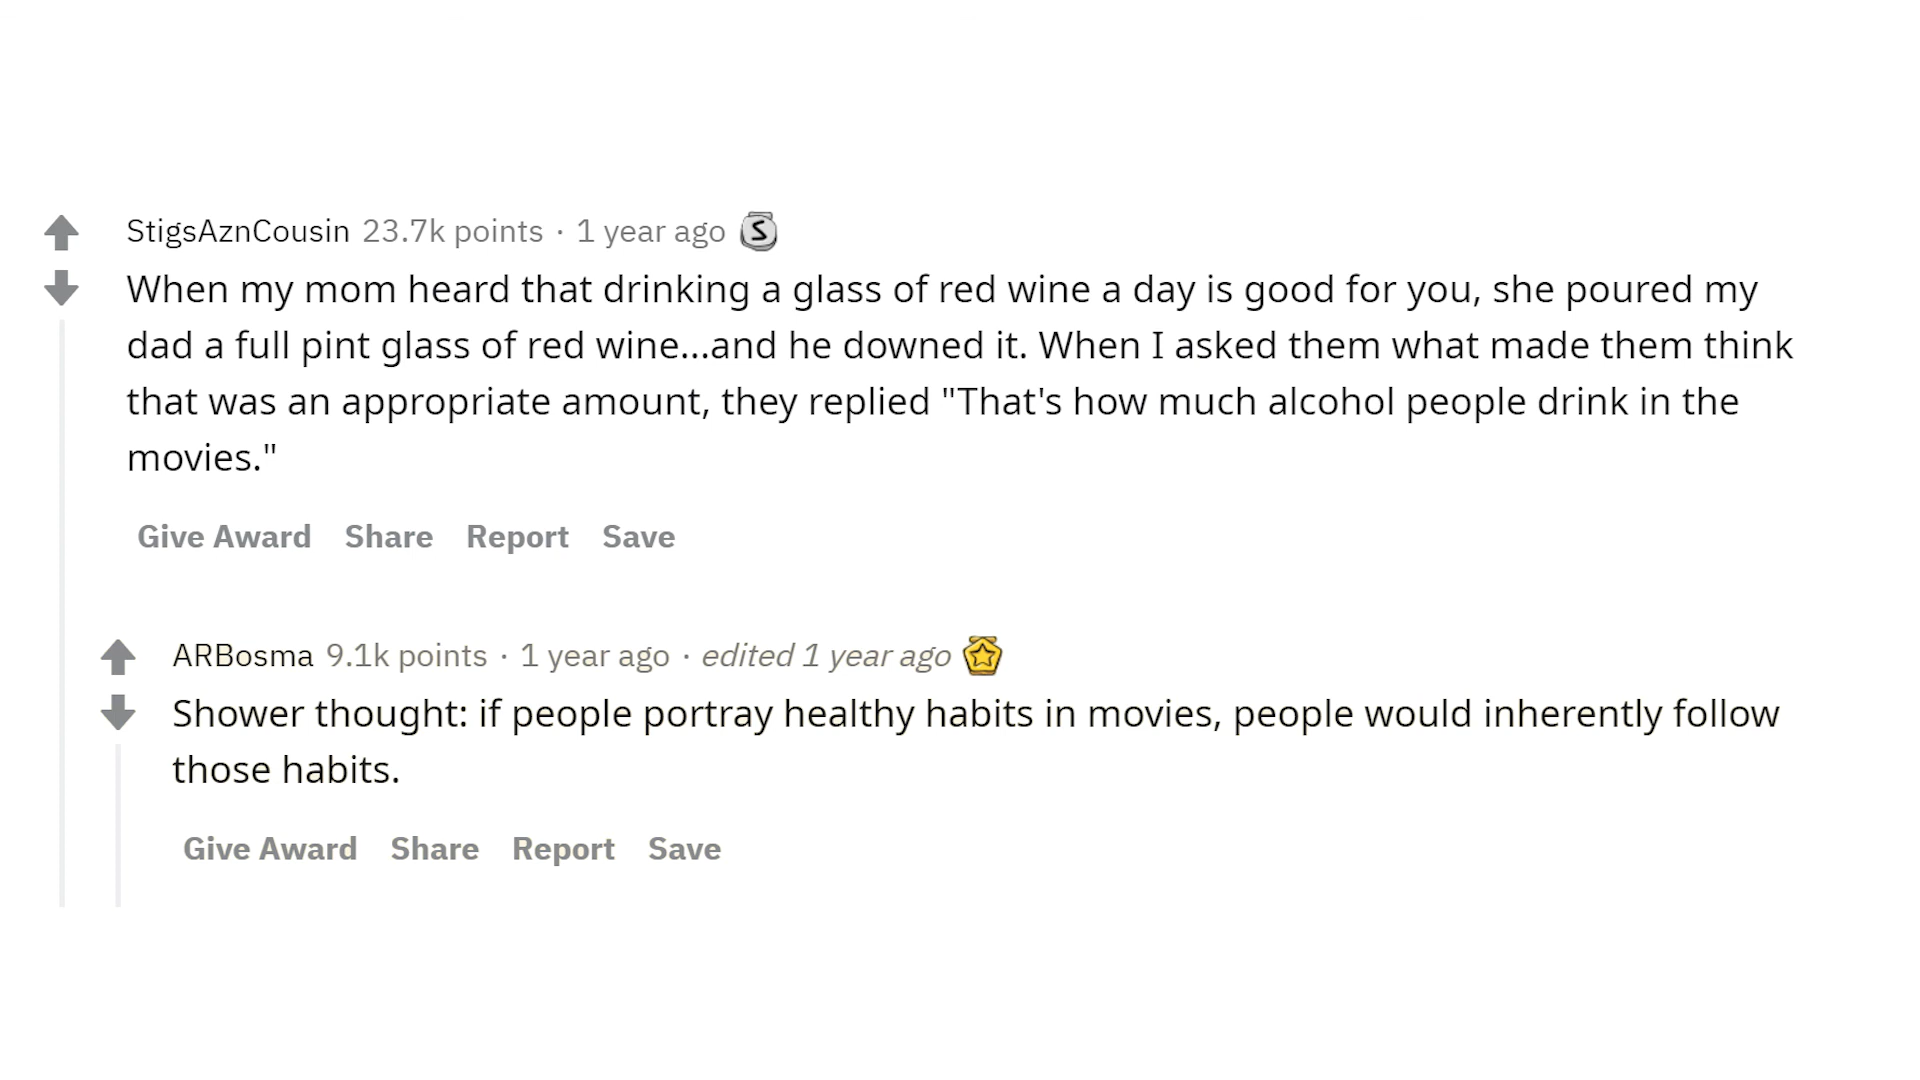 StigsAznCousin 23.7k points · 1 year ago S
When my mom heard that drinking a glass of red wine a day is good for you, she poured my
dad a full pint glass of red wine...and he downed it. When I asked them what made them think
that was an appropriate amount, they replied "That's how much alcohol people drink in the
movies."
Give Award Share Report Save
ARBosma 9.1k points · 1 year ago · edited 1 year ago
Shower thought: if people portray healthy habits in movies, people would inherently follow
those habits.
Give Award Share Report Save